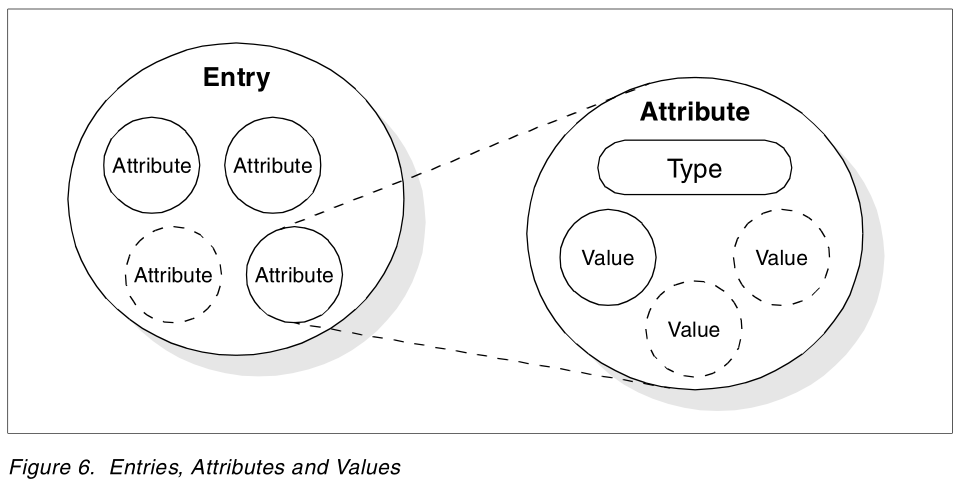 Entry
Attribute Attribute
Attribute Attribute
Attribute
Type
Value Value
Value
Figure 6. Entries, Attributes and Values